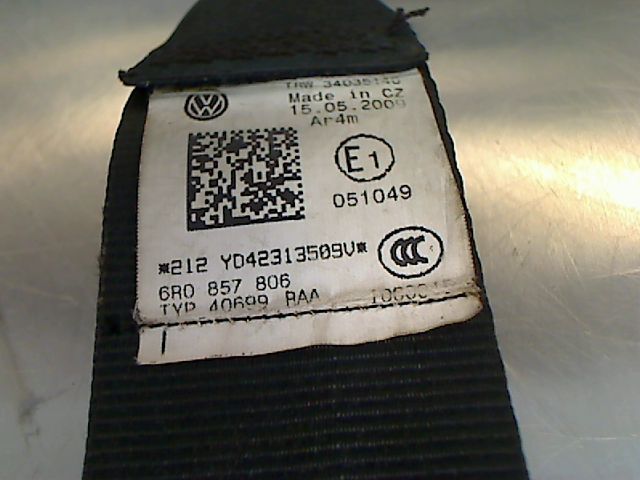 TRW 34035140
Made in CZ
15.05.2009
Ar4m
E1
051049
*212 YD42313509V*
CCC
6R0 857 806
TYP 40699 RAA